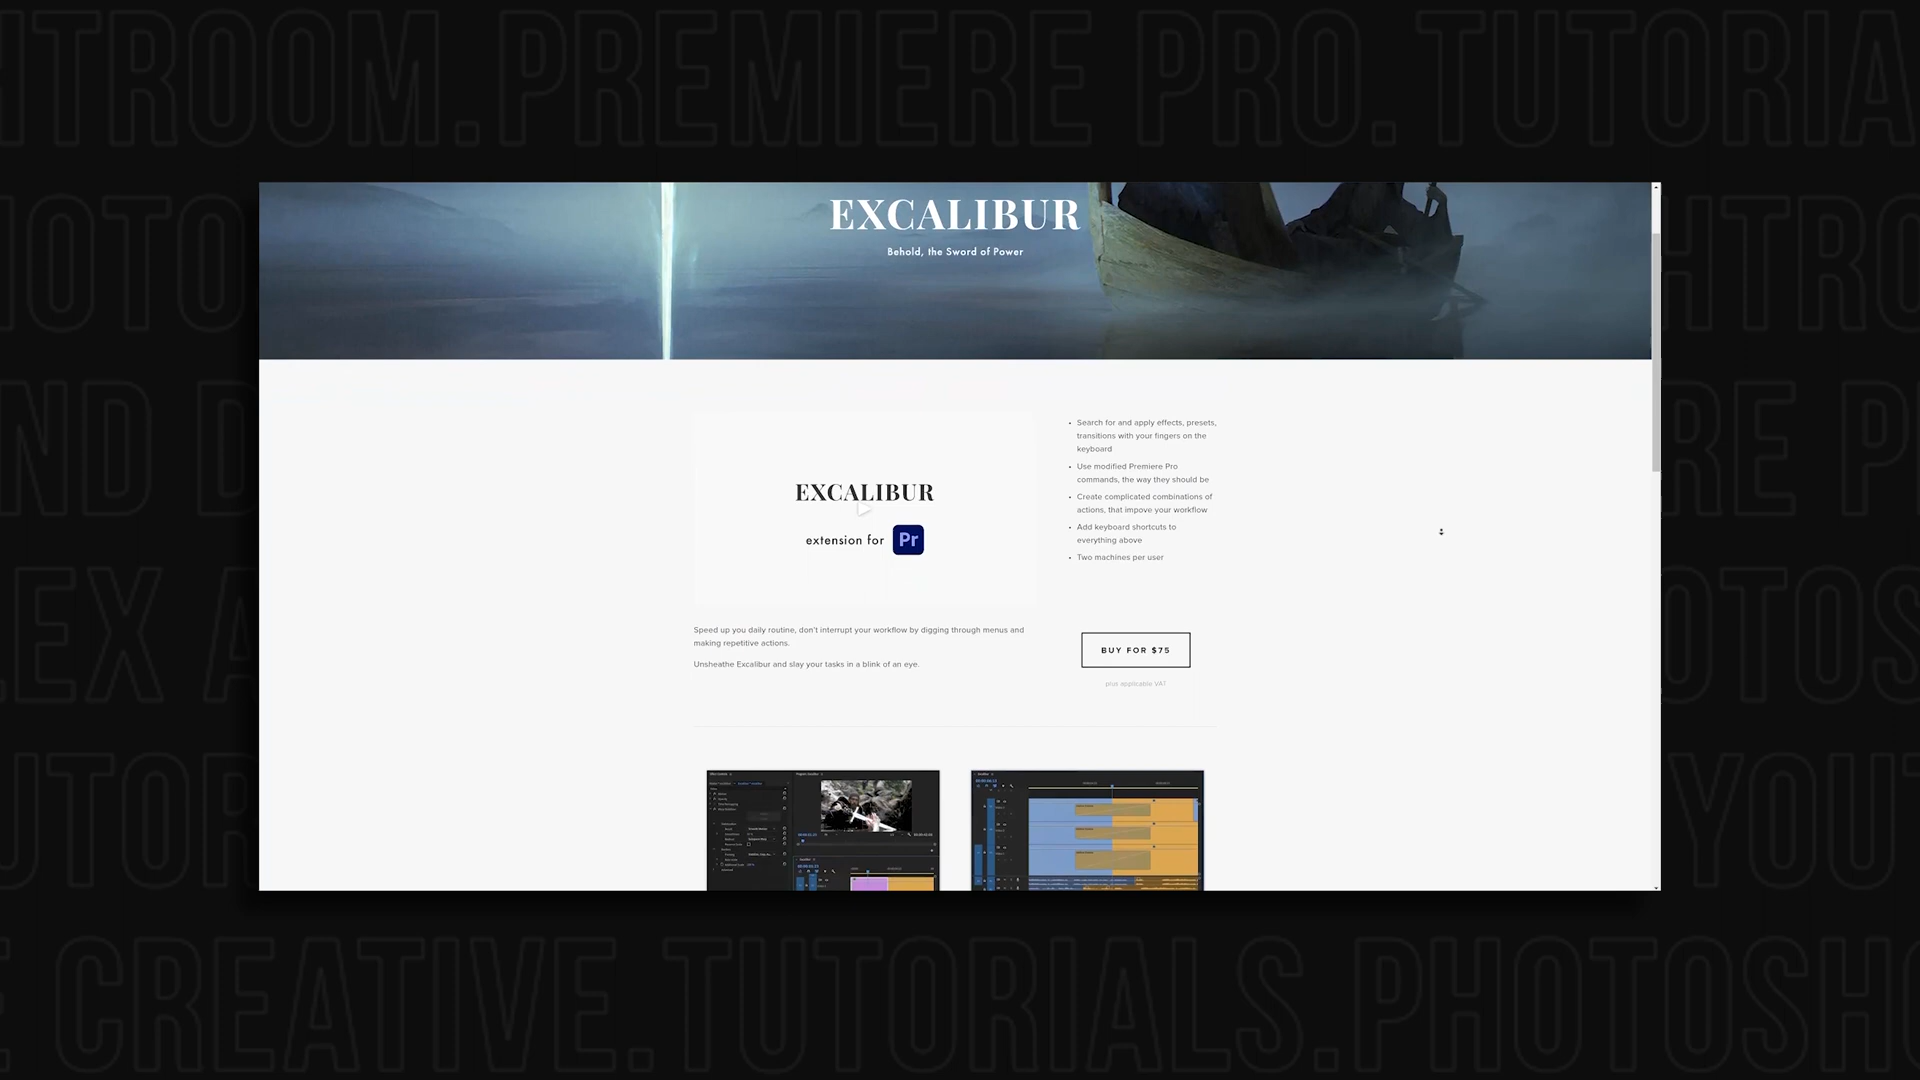 HTROOM.PREMIERE PRO.TUTORIA
HOTO
HTRO
ND D
RE P
LEX A
OTOS
UTOR
YOU
E CREATIVE.TUTORIALS.PHOTOSH
EXCALIBUR
Behold, the Sword of Power
EXCALIBUR
extension for Pr
• Search for and apply effects, presets,
transitions with your fingers on the
keyboard
• Use modified Premiere Pro
commands, the way they should be
• Create complicated combinations of
actions, that impove your workflow
• Add keyboard shortcuts to
everything above
• Two machines per user
Speed up you daily routine, don't interrupt your workflow by digging through menus and
making repetitive actions.
Unsheathe Excalibur and slay your tasks in a blink of an eye.
BUY FOR $75
plus applicable VAT